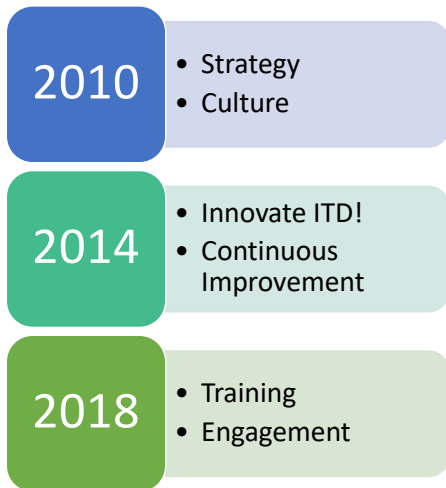 2010
• Strategy
• Culture
2014
• Innovate ITD!
• Continuous
Improvement
2018
• Training
• Engagement